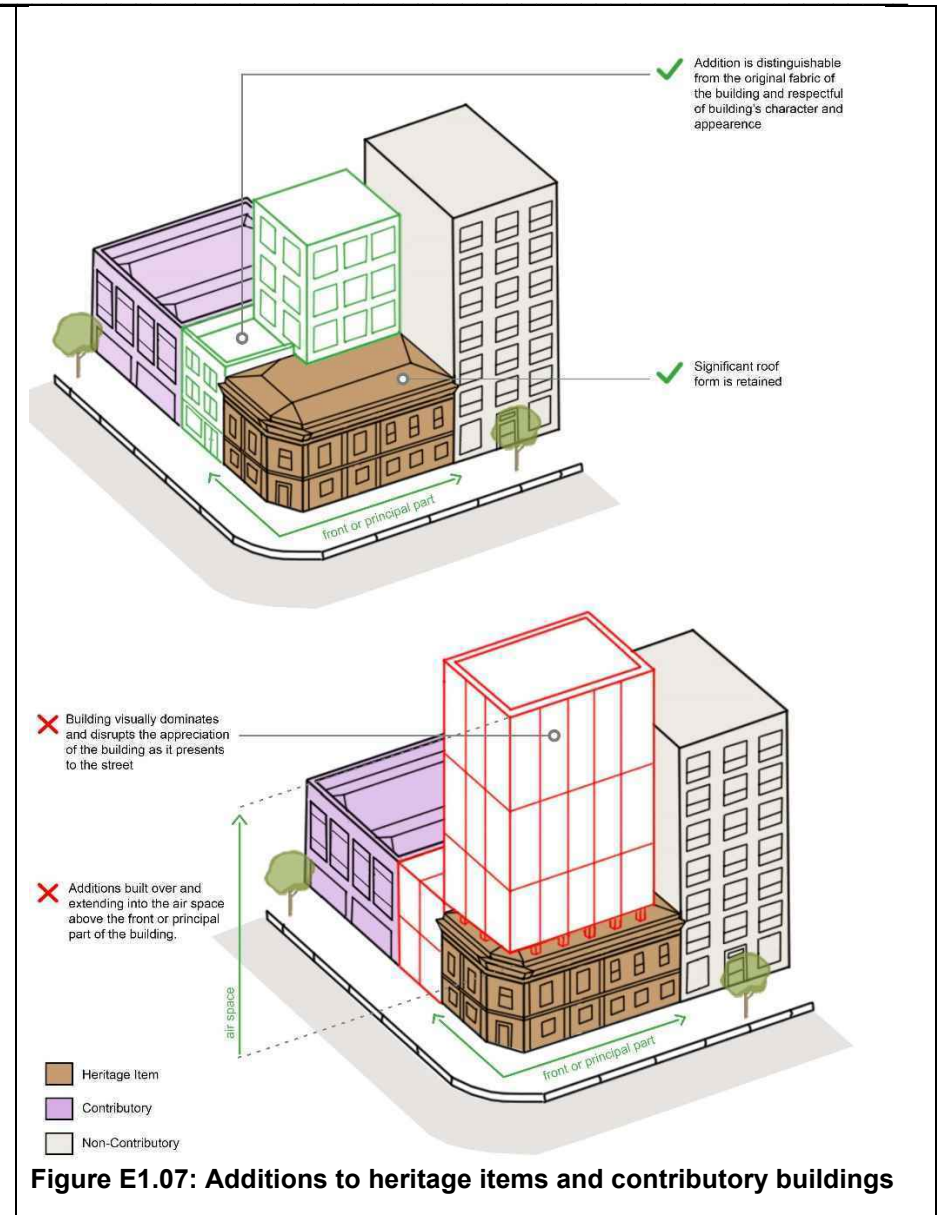 Addition is distinguishable
from the original fabric of
the building and respectful
of building's character and
appearence
Significant roof
form is retained
front or principal part
Building visually dominates
and disrupts the appreciation
of the building as it presents
to the street
Additions built over and
extending into the air space
above the front or principal
part of the building.
air space
front or principal part
Heritage Item
Contributory
Non-Contributory
Figure E1.07: Additions to heritage items and contributory buildings